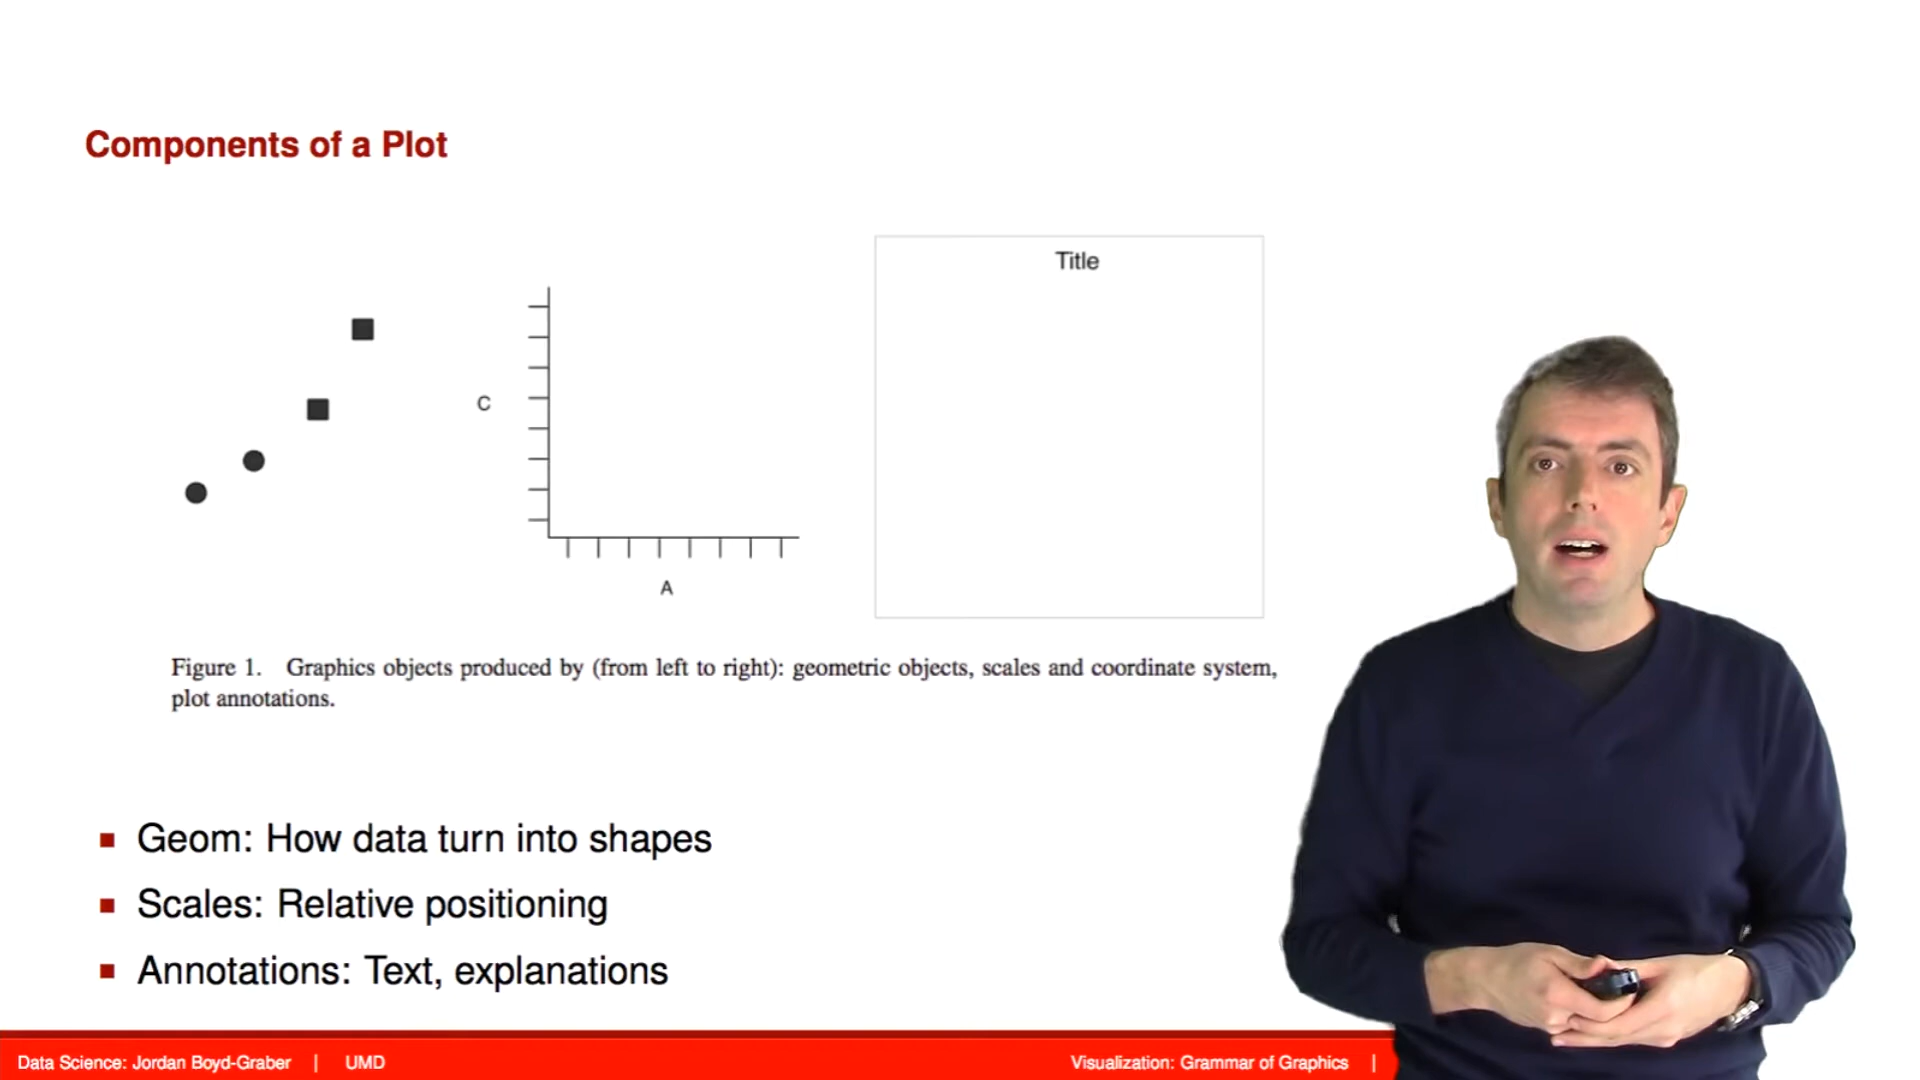 Components of a Plot
Title
C
A
Figure 1. Graphics objects produced by (from left to right): geometric objects, scales and coordinate system,
plot annotations.
Geom: How data turn into shapes
Scales: Relative positioning
Annotations: Text, explanations
Data Science: Jordan Boyd-Graber | UMD
Visualization: Grammar of Graphics |